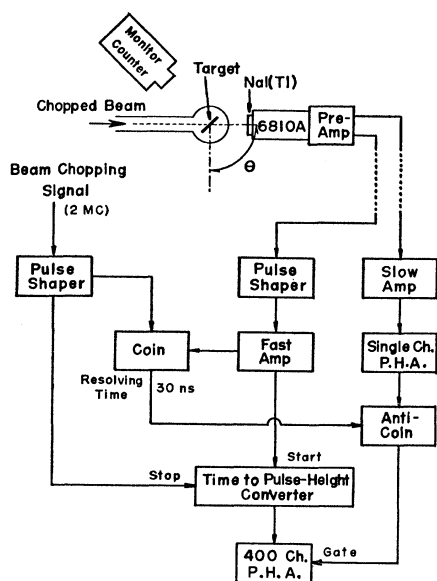 Monitor
Counter
Target
NaI(Tl)
Chopped Beam
6810A
Pre-
Amp
θ
Beam Chopping
Signal
(2 MC)
Pulse
Shaper
Pulse
Shaper
Slow
Amp
Coin
Fast
Amp
Single Ch.
P.H.A.
Resolving
Time
30 ns
Anti-
Coin
Start
Stop
Time to Pulse-Height
Converter
400 Ch.
P.H.A.
Gate